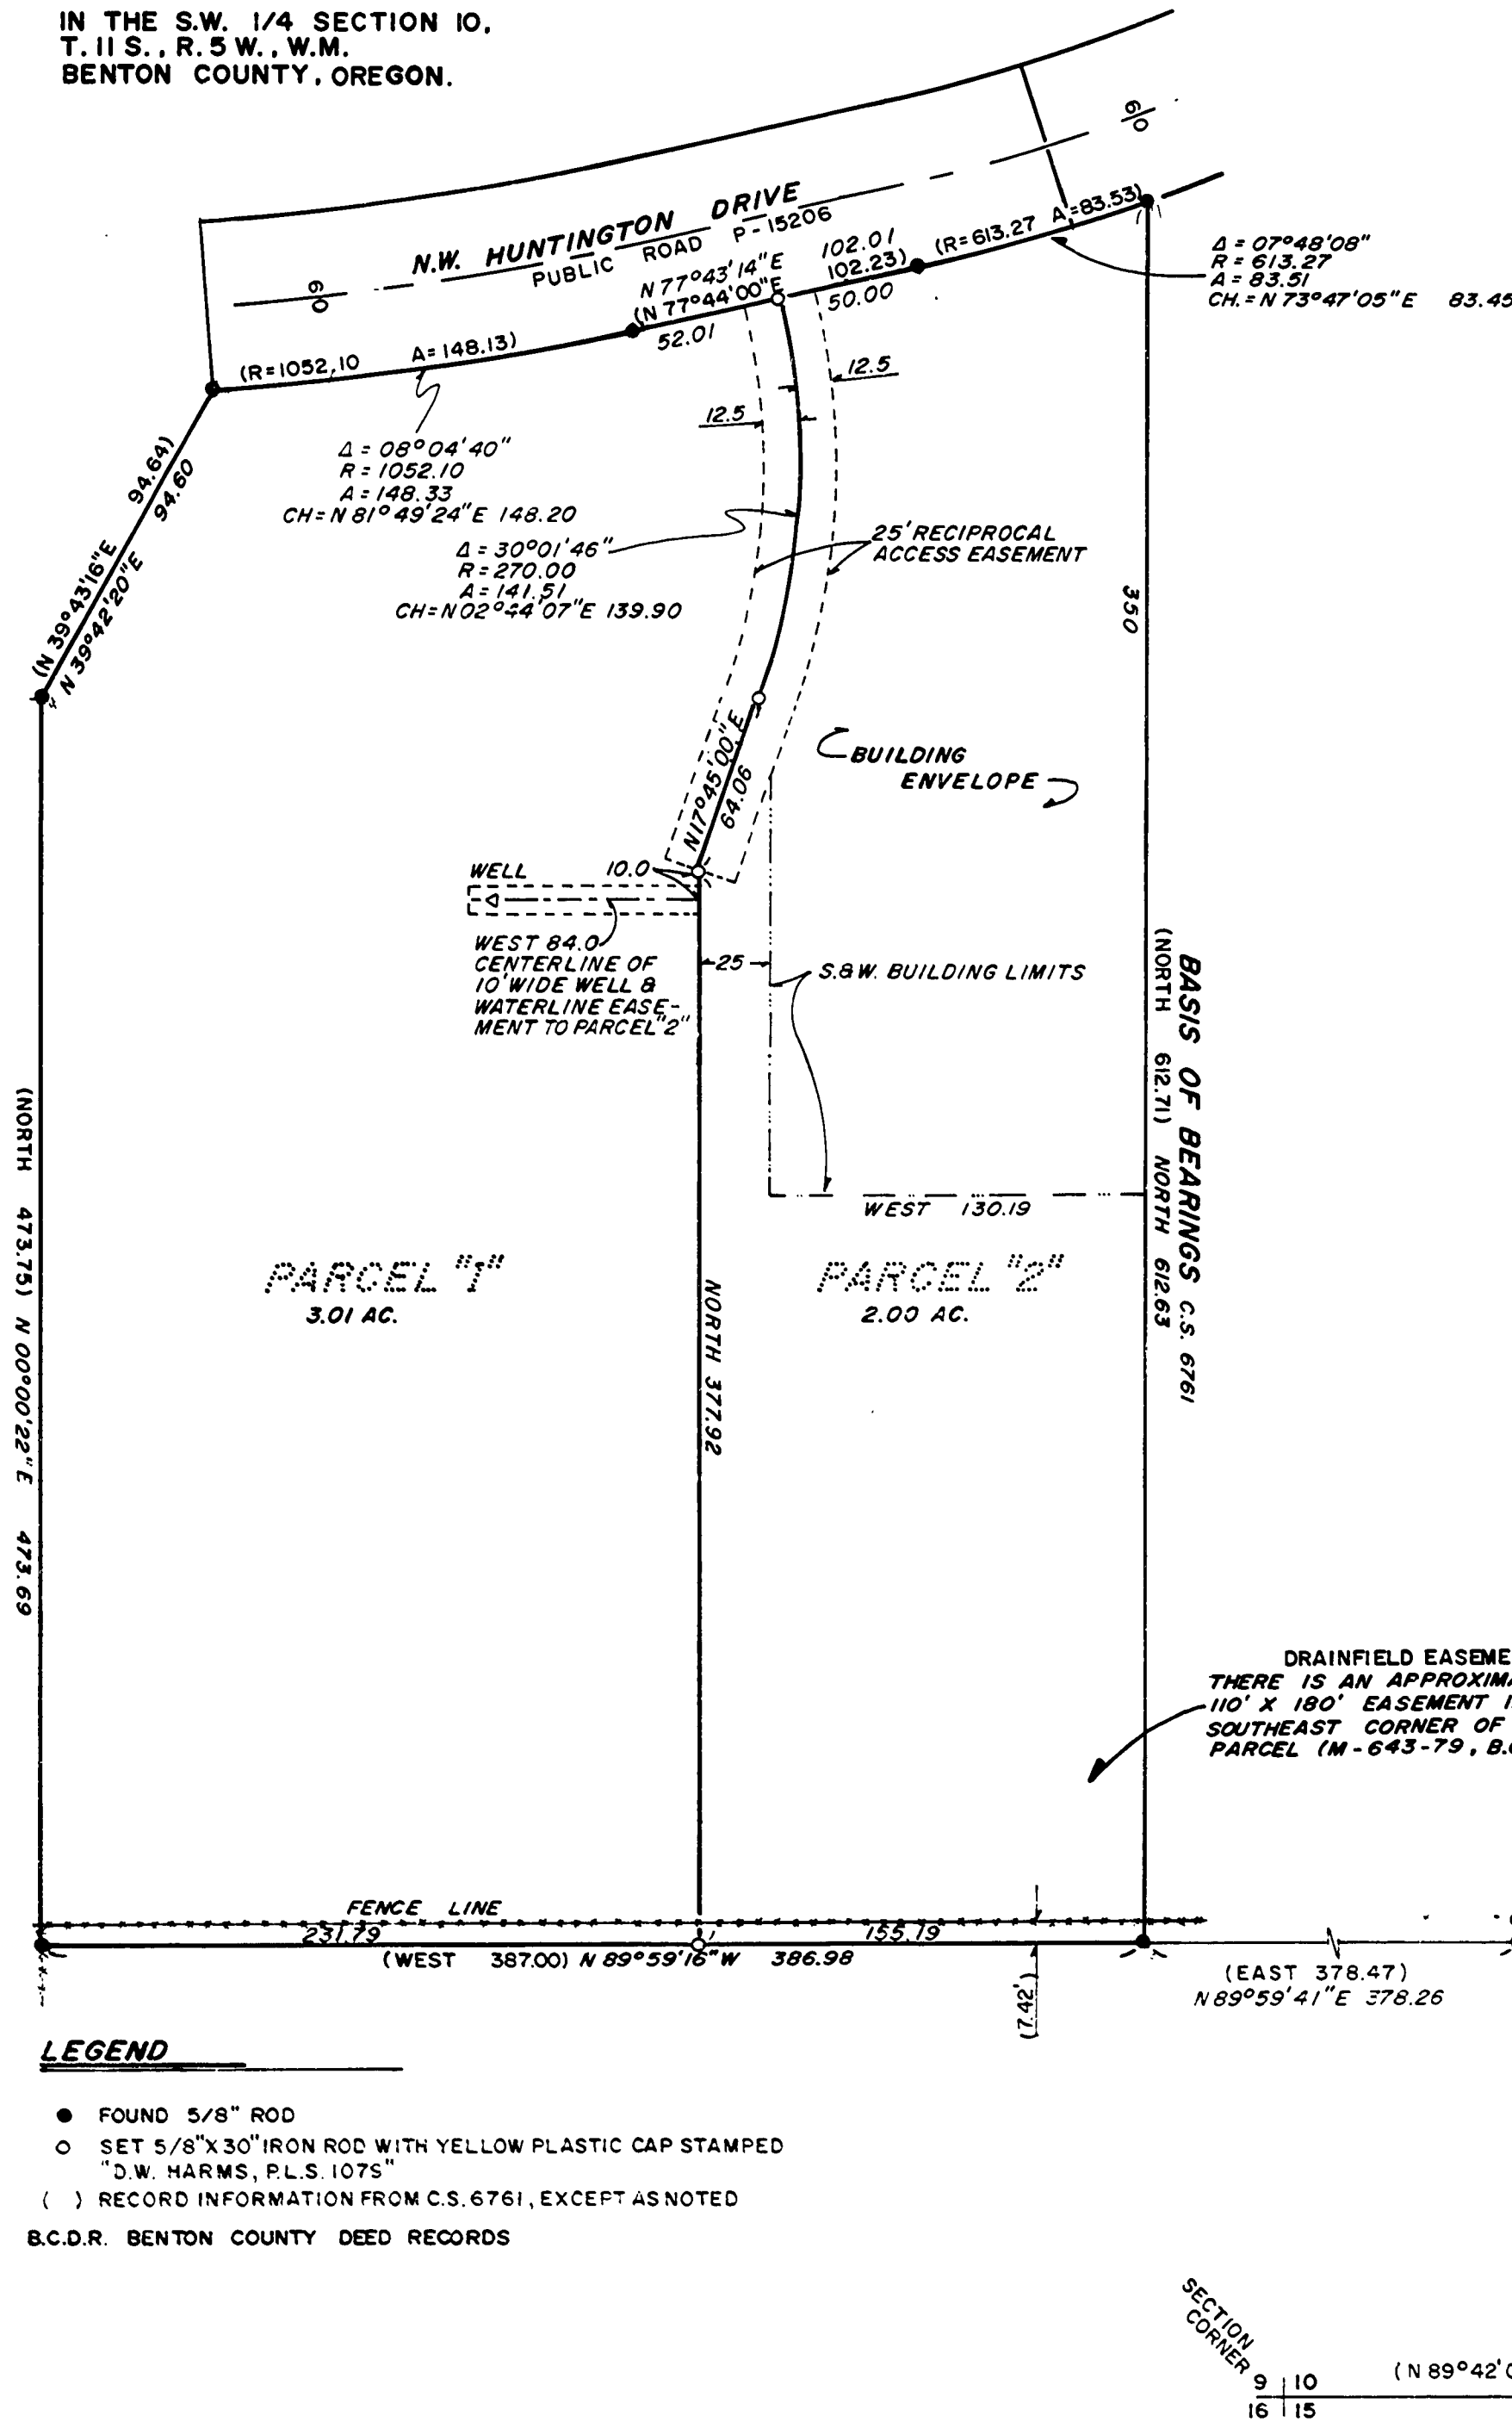 IN THE S.W. 1/4 SECTION 10,
T. 11 S., R. 5 W., W.M.
BENTON COUNTY, OREGON.
60
60
N.W. HUNTINGTON DRIVE
PUBLIC ROAD P-15206
N 77°43'14"E 102.01
(N 77°44'00"E 102.23)
52.01
50.00
(R=613.27 A=83.53)
Δ = 07°48'08"
R = 613.27
A = 83.51
CH. = N 73°47'05"E 83.45
(R=1052.10 A=148.13)
Δ = 08°04'40"
R = 1052.10
A = 148.33
CH = N 81°49'24"E 148.20
Δ = 30°01'46"
R = 270.00
A = 141.51
CH = N 02°44'07"E 139.90
12.5
12.5
25' RECIPROCAL
ACCESS EASEMENT
(N 39°43'16"E 94.64)
N 39°42'20"E 94.60
350
N 17°45'00"E
64.06
BUILDING
ENVELOPE
WELL
10.0
WEST 84.0
CENTERLINE OF
10' WIDE WELL &
WATERLINE EASE-
MENT TO PARCEL "2"
25
S.&W. BUILDING LIMITS
WEST 130.19
BASIS OF BEARINGS C.S. 6761
(NORTH 612.71) NORTH 612.63
(NORTH 473.75) N 00°00'22"E 473.69
PARCEL "1"
3.01 AC.
NORTH 377.92
PARCEL "2"
2.00 AC.
DRAINFIELD EASEME
THERE IS AN APPROXIMA
110' X 180' EASEMENT I
SOUTHEAST CORNER OF
PARCEL (M-643-79, B.
FENCE LINE
231.79
155.19
(WEST 387.00) N 89°59'16"W 386.98
(7.42')
(EAST 378.47)
N 89°59'41"E 378.26
LEGEND
● FOUND 5/8" ROD
○ SET 5/8" X 30" IRON ROD WITH YELLOW PLASTIC CAP STAMPED
"D.W. HARMS, P.L.S. 1075"
( ) RECORD INFORMATION FROM C.S. 6761, EXCEPT AS NOTED
B.C.D.R. BENTON COUNTY DEED RECORDS
SECTION
CORNER
9 10
16 15
(N 89°42'